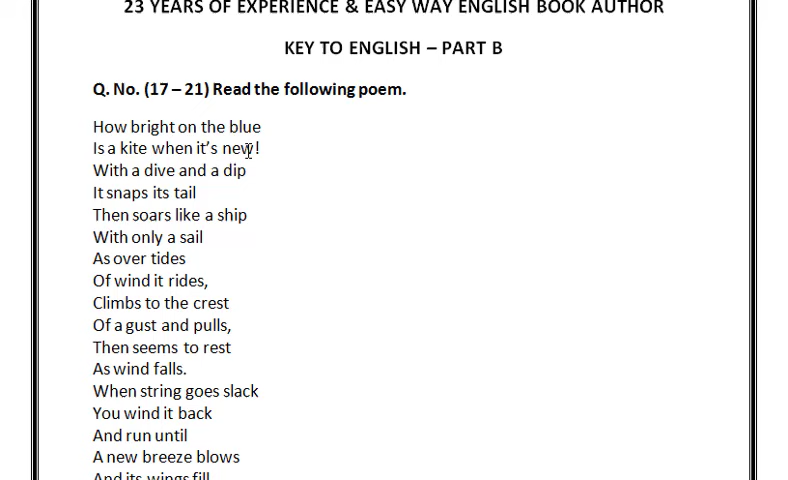 23 YEARS OF EXPERIENCE & EASY WAY ENGLISH BOOK AUTHOR
KEY TO ENGLISH – PART B
Q. No. (17 – 21) Read the following poem.
How bright on the blue
Is a kite when it's new!
With a dive and a dip
It snaps its tail
Then soars like a ship
With only a sail
As over tides
Of wind it rides,
Climbs to the crest
Of a gust and pulls,
Then seems to rest
As wind falls.
When string goes slack
You wind it back
And run until
A new breeze blows
And its wings fill